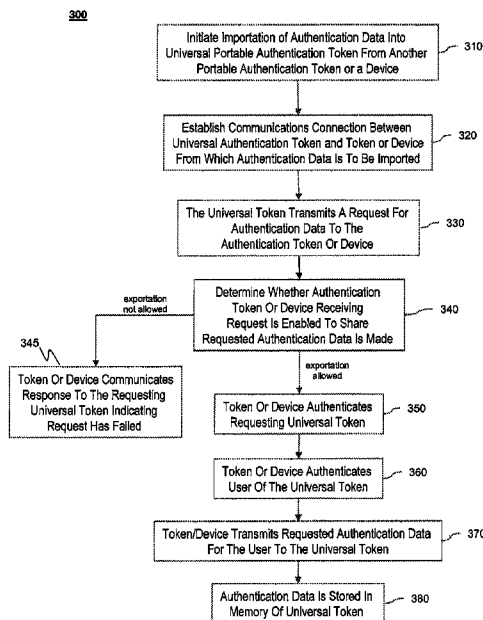 300
Initiate Importation of Authentication Data Into
Universal Portable Authentication Token From Another
Portable Authentication Token or a Device
310
Establish Communications Connection Between
Universal Authentication Token and Token or Device
From Which Authentication Data Is To Be Imported
320
The Universal Token Transmits A Request For
Authentication Data To The
Authentication Token Or Device
330
Determine Whether Authentication
Token Or Device Receiving
Request Is Enabled To Share
Requested Authentication Data Is Made
340
exportation
not allowed
345
Token Or Device Communicates
Response To The Requesting
Universal Token Indicating
Request Has Failed
exportation
allowed
Token Or Device Authenticates
Requesting Universal Token
350
Token Or Device Authenticates
User Of The Universal Token
360
Token/Device Transmits Requested Authentication Data
For The User To The Universal Token
370
Authentication Data Is Stored In
Memory Of Universal Token
380